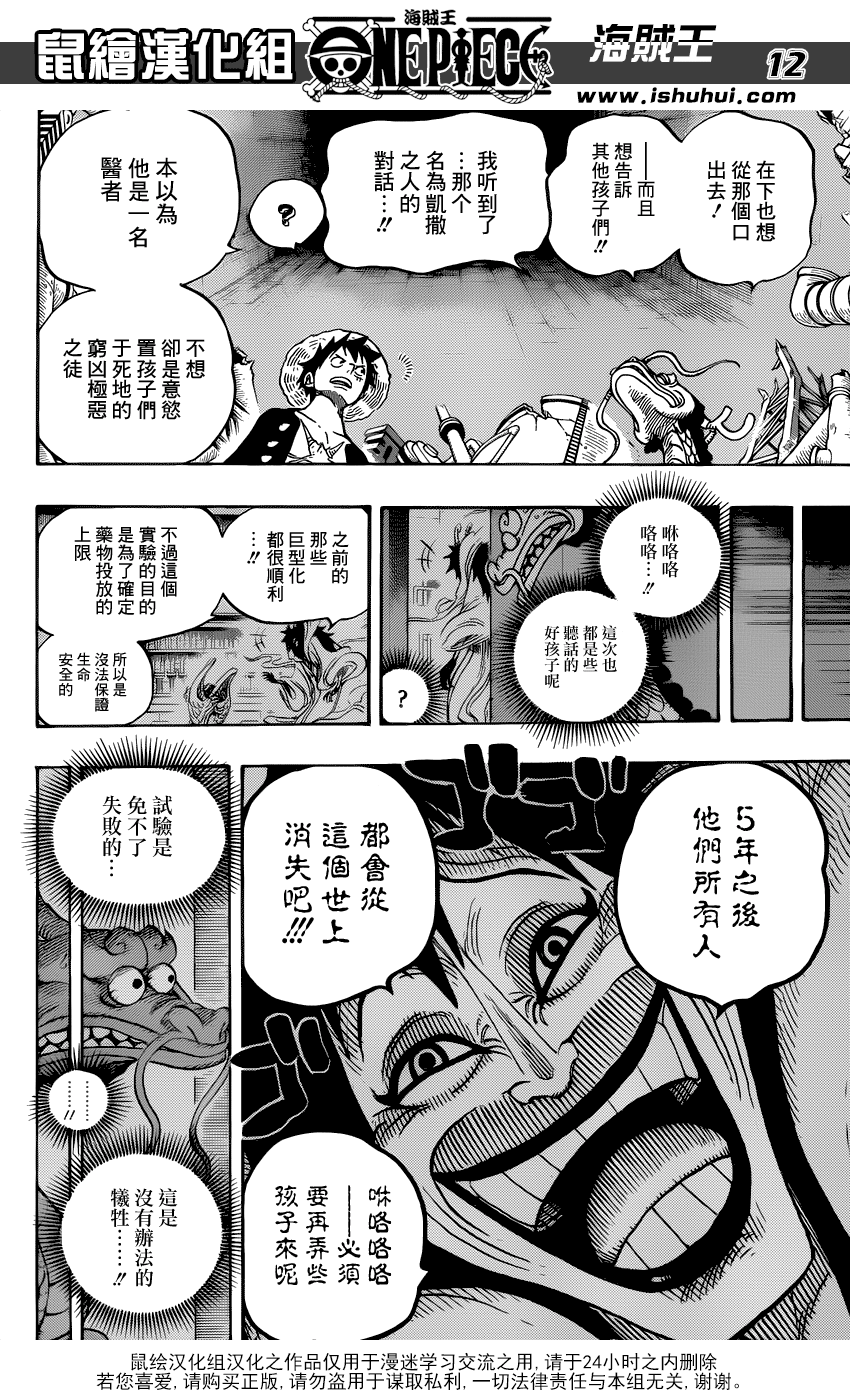 鼠繪漢化組
海賊王
ONE PIECE
海賊王
12
www.ishuhui.com
在下也想
從那個口
出去！
——而且
想告訴
其他孩子們!!
我听到了
…那个
名為凱撒
之人的
對話…!!
?
本以為
他是一名
醫者
不想
卻是意慾
置孩子們
于死地的
窮凶極惡
之徒
咻咯咯
咯咯…!!
這次也
都是些
聽話的
好孩子呢
?
之前的
那些
巨型化
都很順利
…!!
不過這個
實驗的目的
是為了確定
藥物投放的
上限
所以是
沒法保證
生命
安全的
5年之後
他們所有人
都會從
這個世上
消失吧!!!
咻咯咯咯
——必須
要再弄些
孩子來呢
試驗是
免不了
失敗的…
………
……!!
這是
沒有辦法的
犧牲……!!
鼠绘汉化组汉化之作品仅用于漫迷学习交流之用, 请于24小时之内删除
若您喜爱, 请购买正版, 请勿盗用于谋取私利, 一切法律责任与本组无关, 谢谢。